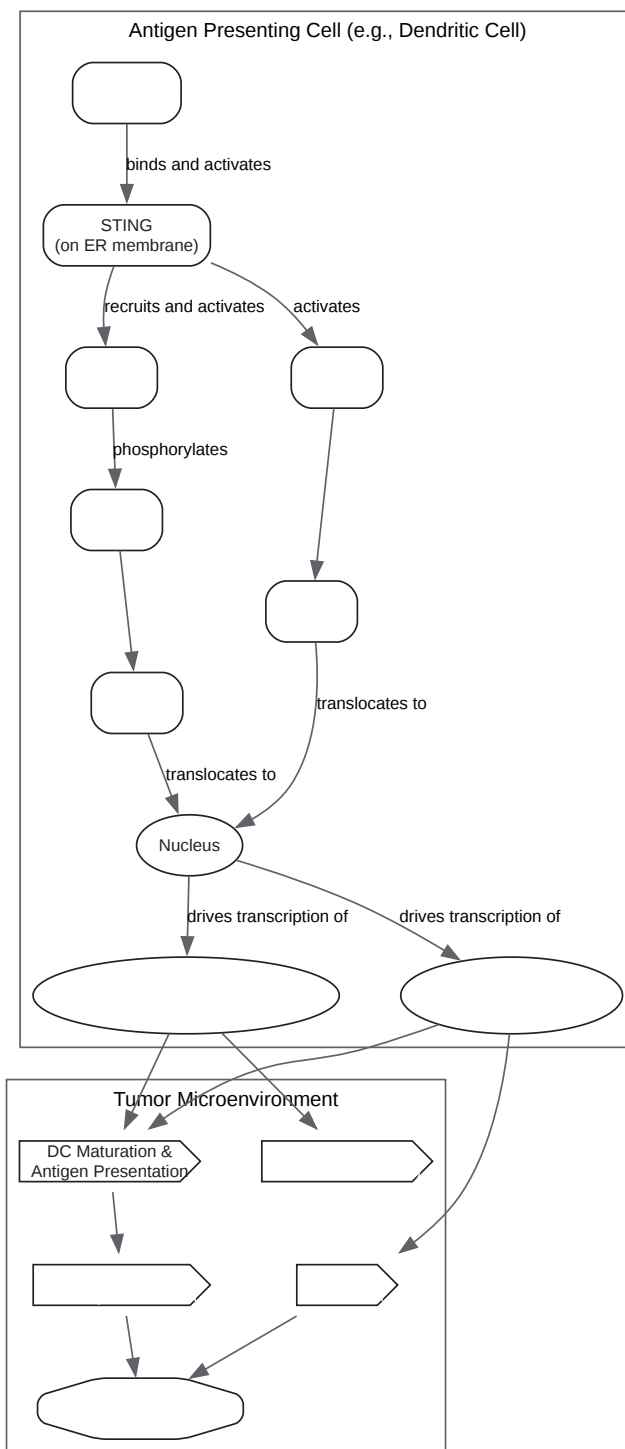 Antigen Presenting Cell (e.g., Dendritic Cell)
binds and activates
STING
(on ER membrane)
recruits and activates
activates
phosphorylates
translocates to
translocates to
Nucleus
drives transcription of
drives transcription of
Tumor Microenvironment
DC Maturation &
Antigen Presentation